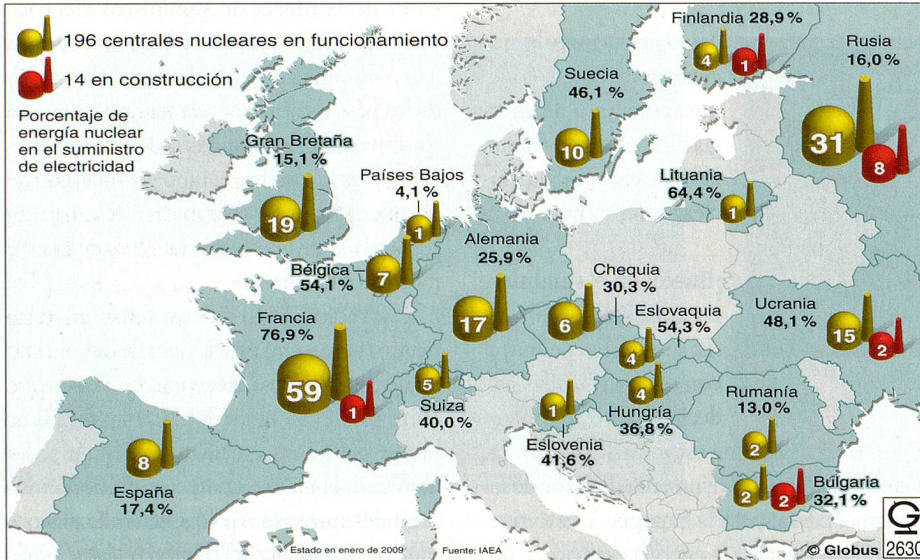 196 centrales nucleares en funcionamiento
14 en construcción
Porcentaje de
energía nuclear
en el suministro
de electricidad
Finlandia 28,9%
4
1
Rusia
16,0%
31
8
Suecia
46,1%
10
Gran Bretaña
15,1%
19
Países Bajos
4,1%
1
Lituania
64,4%
1
Bélgica
54,1%
7
Alemania
25,9%
17
Chequia
30,3%
6
Eslovaquia
54,3%
4
Ucrania
48,1%
15
2
Francia
76,9%
59
1
5
Suiza
40,0%
1
Eslovenia
41,6%
4
Hungría
36,8%
Rumanía
13,0%
2
8
España
17,4%
2
2
Bulgaria
32,1%
Estado en enero de 2009
Fuente: IAEA
© Globus
263